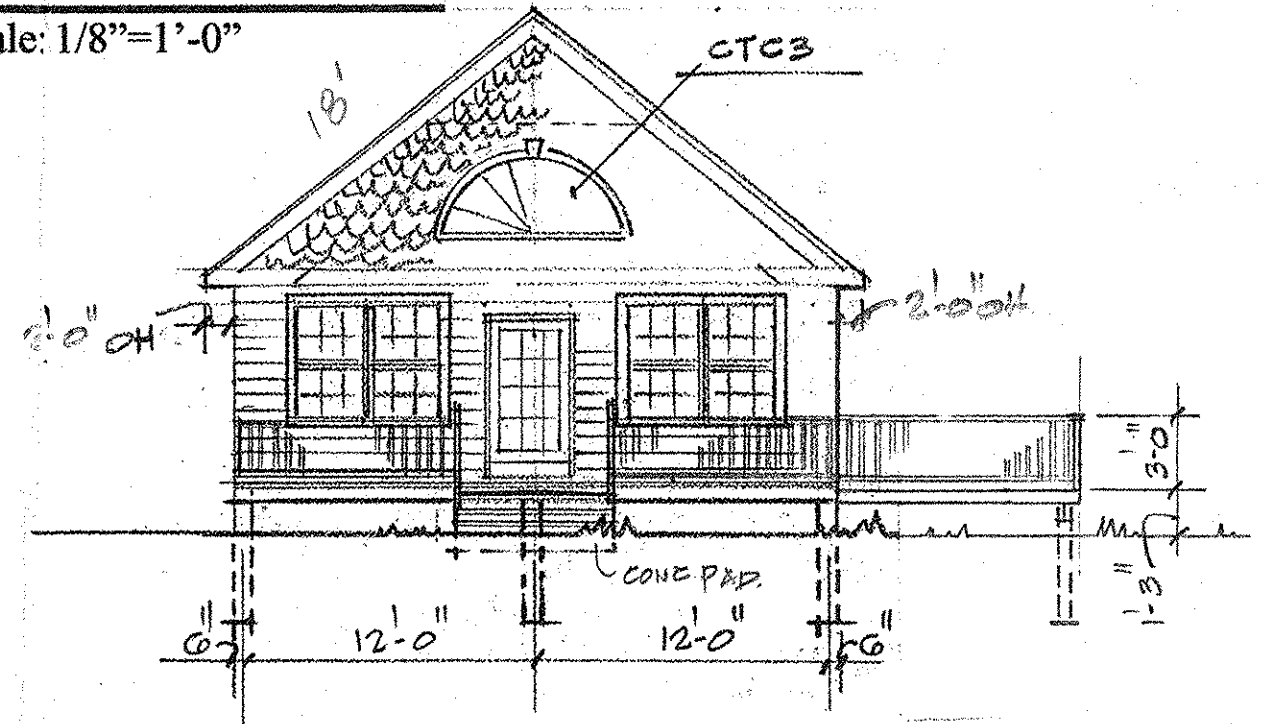 ale: 1/8”=1’-0”
CTC3
18'
2'-0" OH
2'-0" OH
3'-0"
1'-3"
CONC PAD.
6"
12'-0"
12'-0"
6"